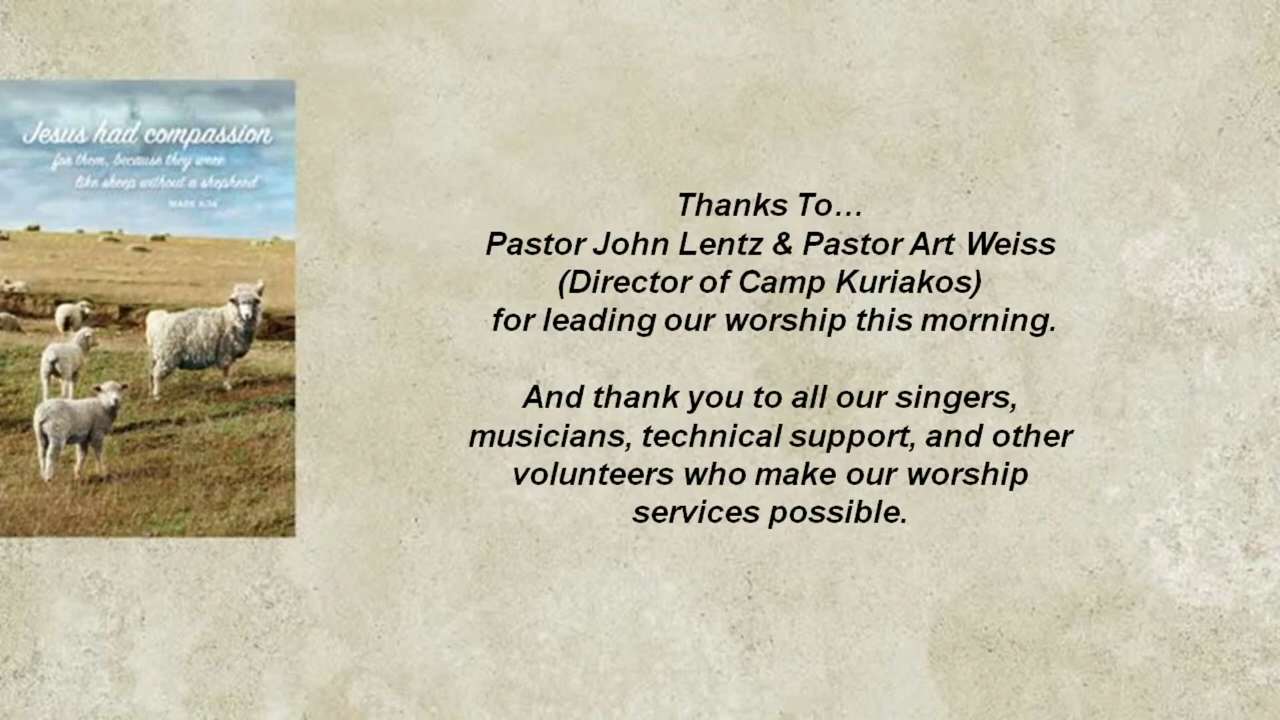 Jesus had compassion
for them, because they were
like sheep without a shepherd
MARK 6:34
Thanks To…
Pastor John Lentz & Pastor Art Weiss
(Director of Camp Kuriakos)
for leading our worship this morning.
And thank you to all our singers,
musicians, technical support, and other
volunteers who make our worship
services possible.